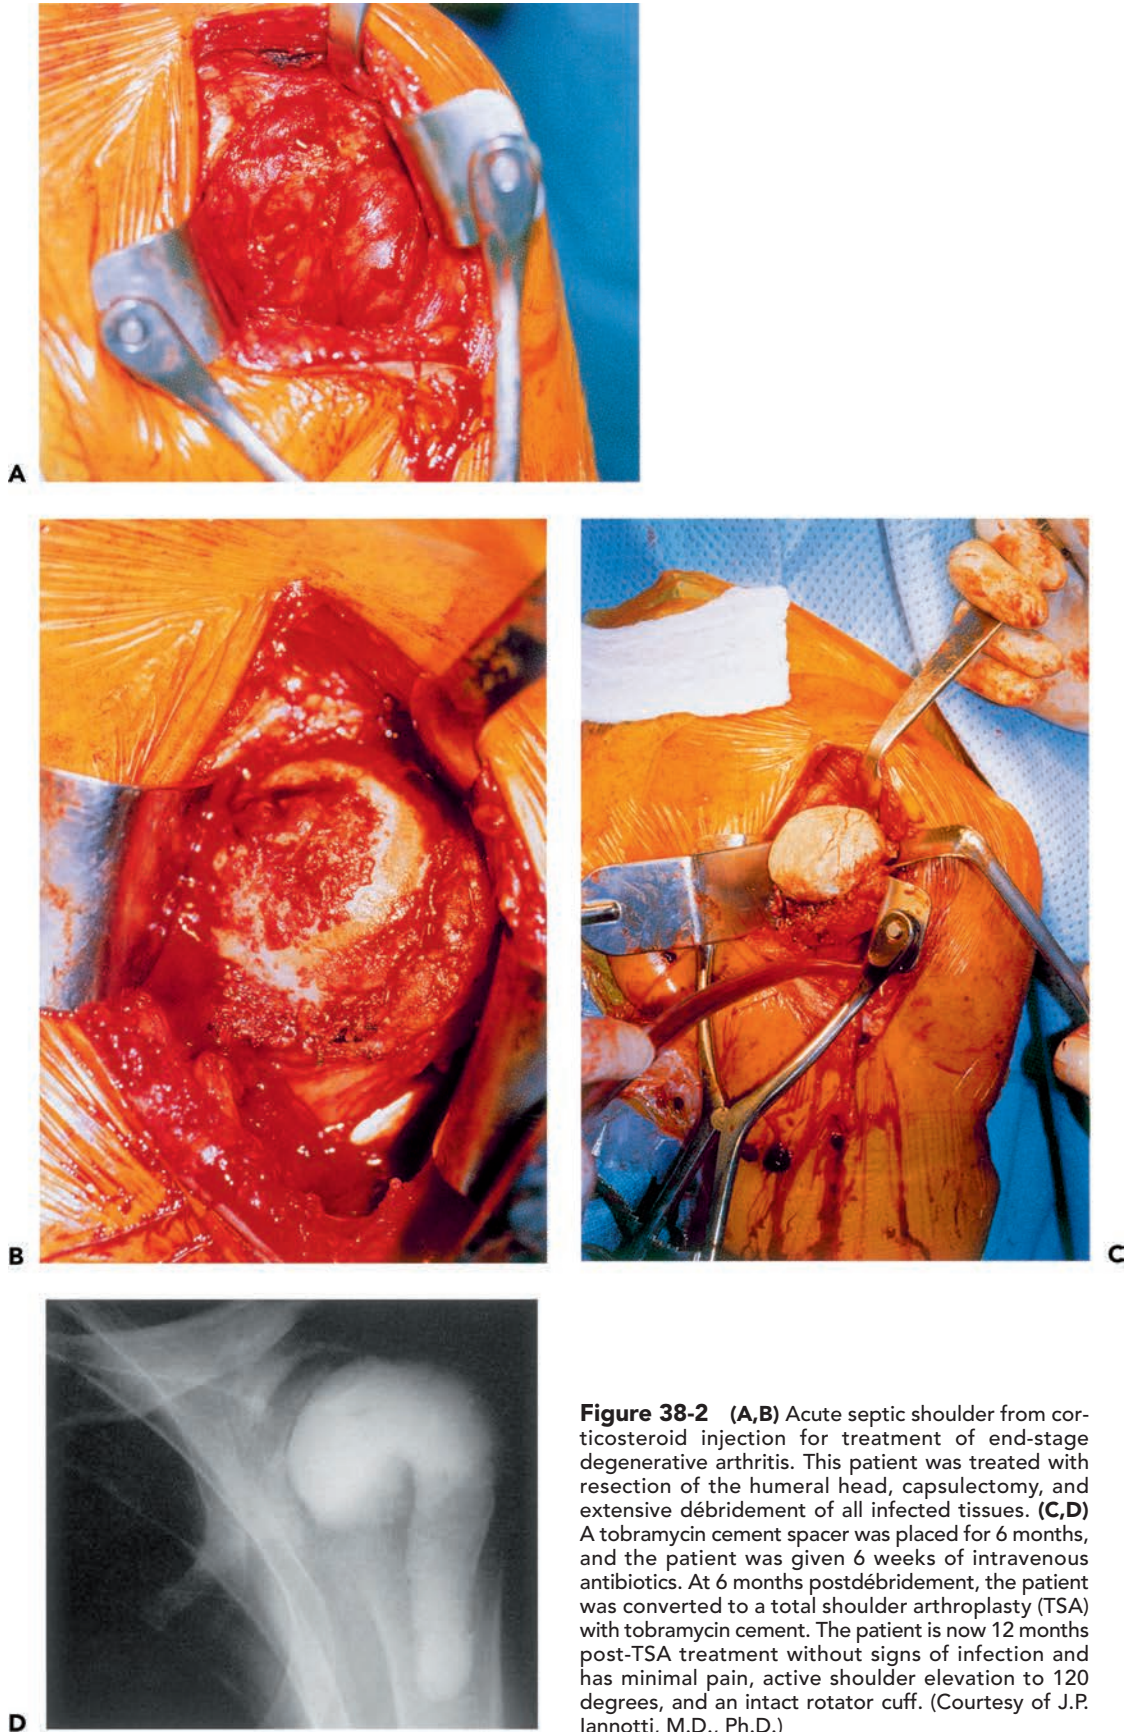 A
B
C
D
Figure 38-2 (A,B) Acute septic shoulder from cor-
ticosteroid injection for treatment of end-stage
degenerative arthritis. This patient was treated with
resection of the humeral head, capsulectomy, and
extensive débridement of all infected tissues. (C,D)
A tobramycin cement spacer was placed for 6 months,
and the patient was given 6 weeks of intravenous
antibiotics. At 6 months postdébridement, the patient
was converted to a total shoulder arthroplasty (TSA)
with tobramycin cement. The patient is now 12 months
post-TSA treatment without signs of infection and
has minimal pain, active shoulder elevation to 120
degrees, and an intact rotator cuff. (Courtesy of J.P.
Iannotti, M.D., Ph.D.)